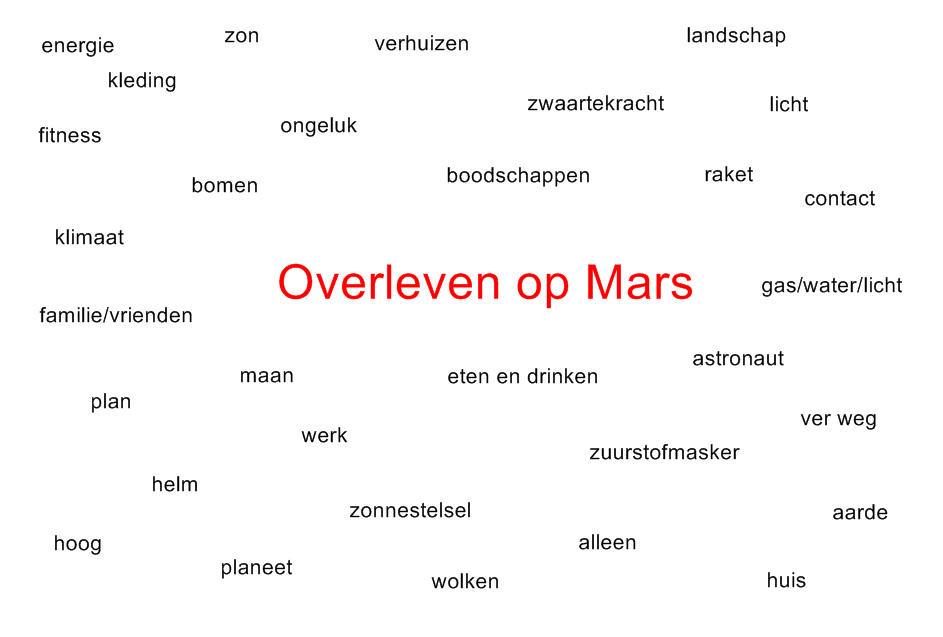 energie
zon
verhuizen
landschap
kleding
zwaartekracht
licht
fitness
ongeluk
bomen
boodschappen
raket
contact
klimaat
Overleven op Mars
gas/water/licht
familie/vrienden
maan
eten en drinken
astronaut
plan
ver weg
werk
zuurstofmasker
helm
zonnestelsel
aarde
hoog
alleen
planeet
wolken
huis